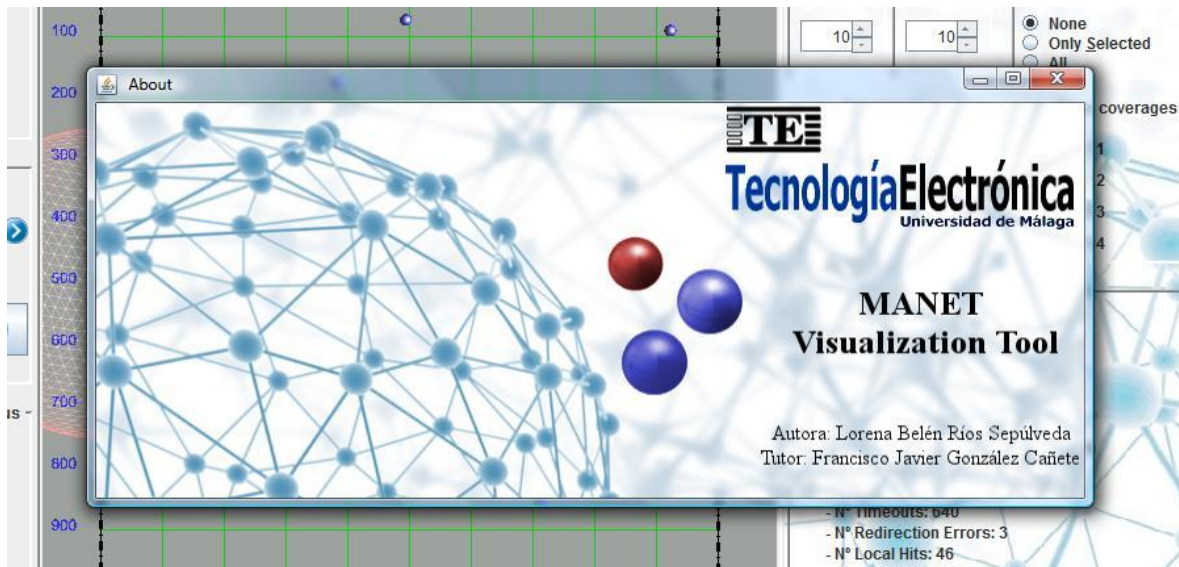 100
200
300
400
500
600
700
800
900
10
10
None
Only Selected
All
coverages
1
2
3
4
About
TE
TecnologíaElectrónica
Universidad de Málaga
MANET
Visualization Tool
Autora: Lorena Belén Ríos Sepúlveda
Tutor: Francisco Javier González Cañete
- Nº Timeouts: 640
- Nº Redirection Errors: 3
- Nº Local Hits: 46